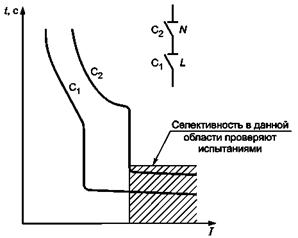 t, с
C₂
N
C₁
L
C₁
C₂
Селективность в данной
области проверяют
испытаниями
I